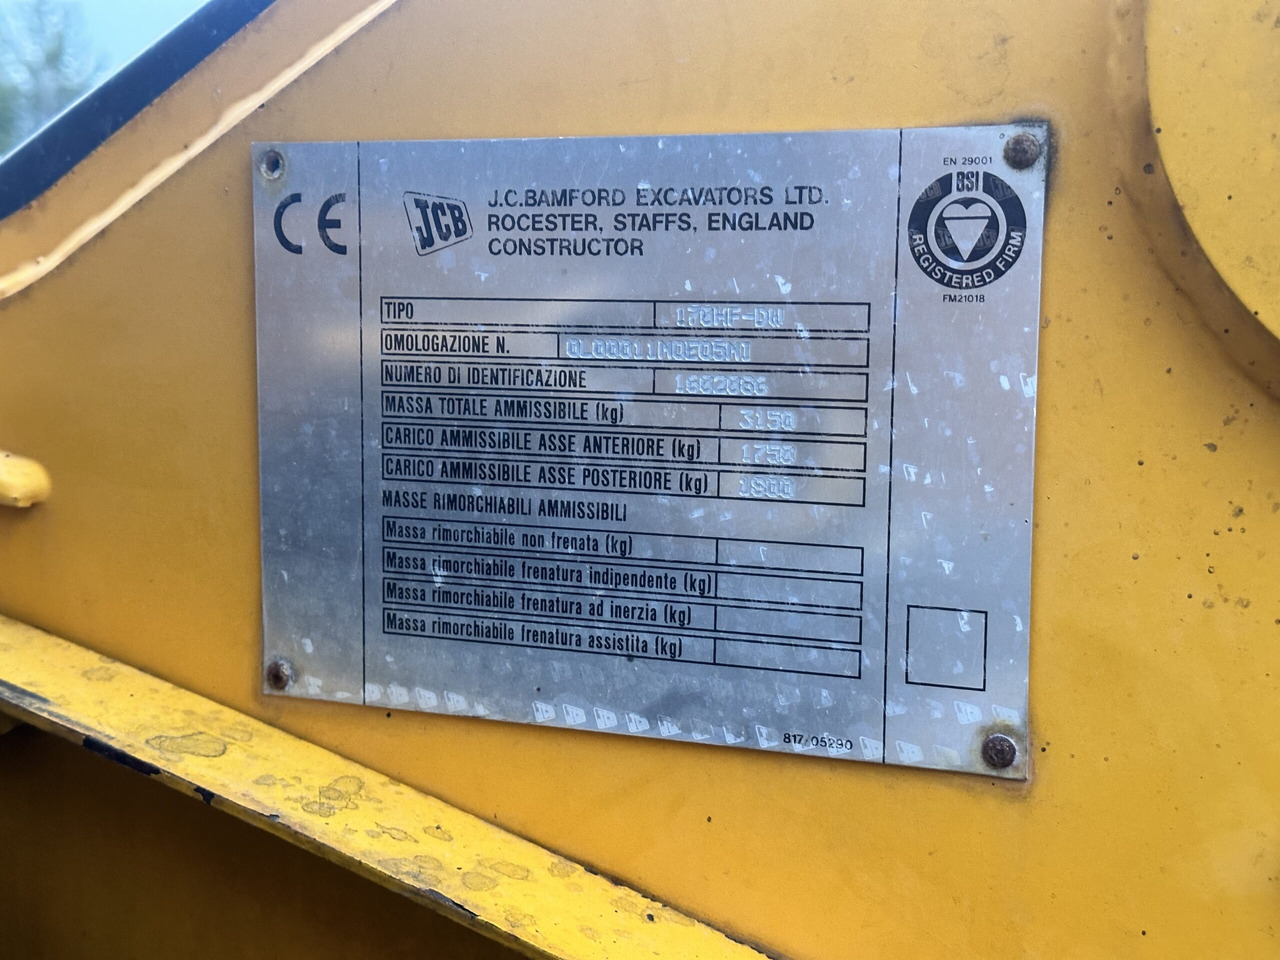 CE
JCB
J.C.BAMFORD EXCAVATORS LTD.
ROCESTER, STAFFS, ENGLAND
CONSTRUCTOR
EN 29001
BSI
REGISTERED FIRM
FM21018
TIPO
OMOLOGAZIONE N.
NUMERO DI IDENTIFICAZIONE
MASSA TOTALE AMMISSIBILE (kg) 3150
CARICO AMMISSIBILE ASSE ANTERIORE (kg) 1750
CARICO AMMISSIBILE ASSE POSTERIORE (kg) 1800
MASSE RIMORCHIABILI AMMISSIBILI
Massa rimorchiabile non frenata (kg)
Massa rimorchiabile frenatura indipendente (kg)
Massa rimorchiabile frenatura ad inerzia (kg)
Massa rimorchiabile frenatura assistita (kg)
817/05290